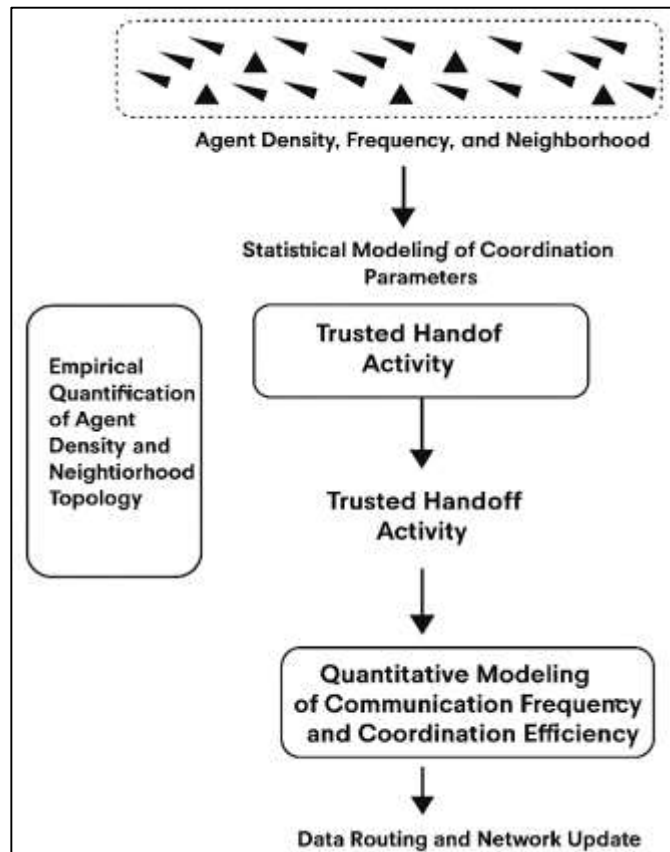 Agent Density, Frequency, and Neighborhood
Statistical Modeling of Coordination
Parameters
Trusted Handof
Activity
Empirical
Quantification
of Agent
Density and
Neightiorhood
Topology
Trusted Handoff
Activity
Quantitative Modeling
of Communication Frequency
and Coordination Efficiency
Data Routing and Network Update